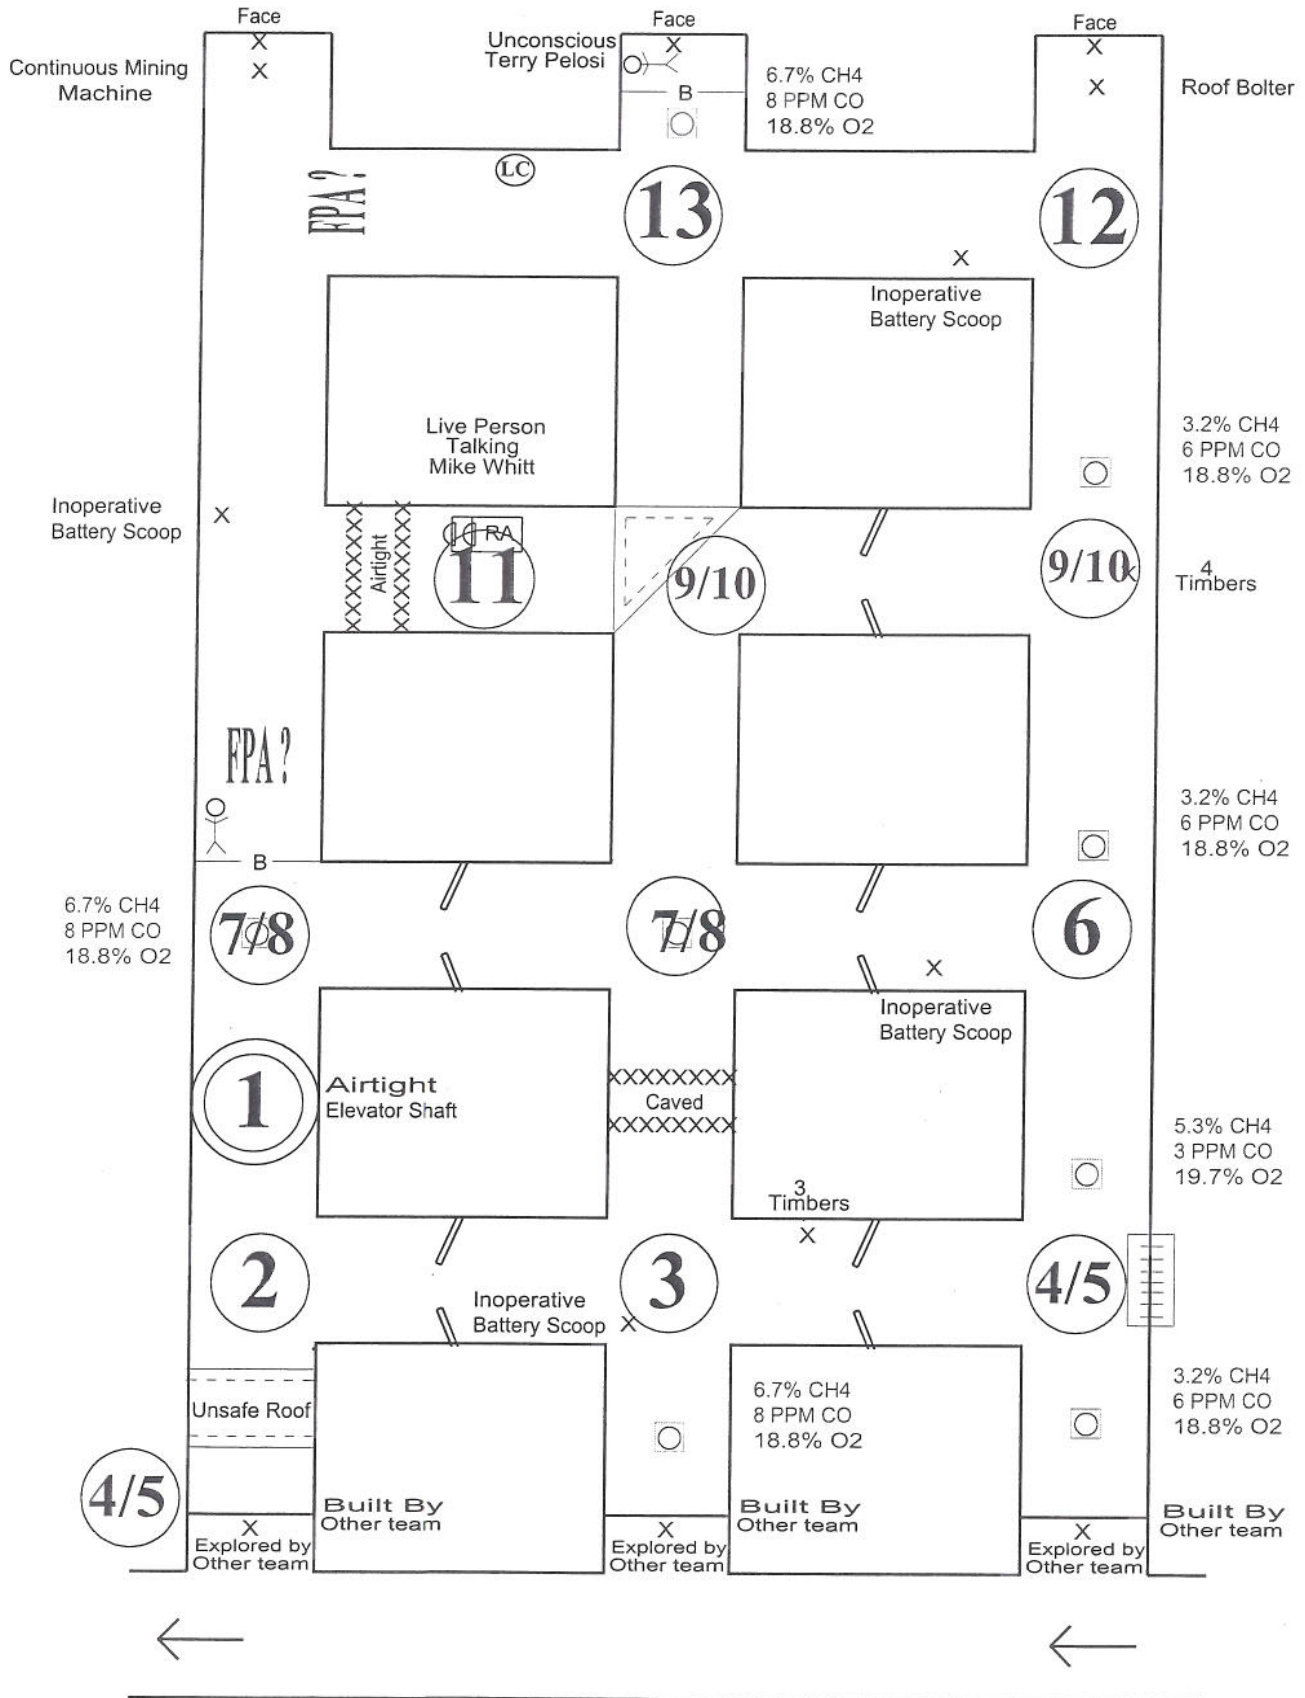 Face
Face
Face
Continuous Mining
Machine
Unconscious
Terry Pelosi
X
X
X
X
X
B
6.7% CH4
8 PPM CO
18.8% O2
Roof Bolter
LC
FPA ?
13
12
X
Inoperative
Battery Scoop
Live Person
Talking
Mike Whitt
3.2% CH4
6 PPM CO
18.8% O2
Inoperative
Battery Scoop
X
XXXXXXXX
Airtight
XXXXXXXX
RA
11
9/10
9/10
X
4
Timbers
FPA ?
B
3.2% CH4
6 PPM CO
18.8% O2
6.7% CH4
8 PPM CO
18.8% O2
7/8
7/8
6
X
Inoperative
Battery Scoop
1
Airtight
Elevator Shaft
XXXXXXXX
Caved
XXXXXXXX
5.3% CH4
3 PPM CO
19.7% O2
3
Timbers
X
2
3
4/5
Inoperative
Battery Scoop
X
Unsafe Roof
6.7% CH4
8 PPM CO
18.8% O2
3.2% CH4
6 PPM CO
18.8% O2
4/5
Built By
Other team
Built By
Other team
Built By
Other team
X
Explored by
Other team
X
Explored by
Other team
X
Explored by
Other team